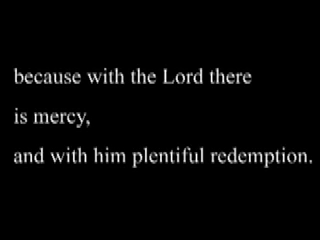 because with the Lord there
is mercy,
and with him plentiful redemption.